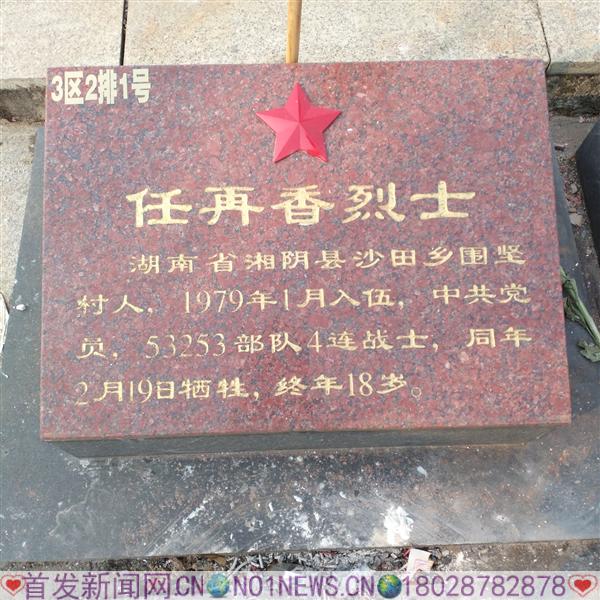 3区2排1号
任再香烈士
湖南省湘阴县沙田乡围坚
村人，1979年1月入伍，中共党
员，53253部队4连战士，同年
2月19日牺牲，终年18岁。
首发新闻网.CN NO1NEWS.CN 18028782878